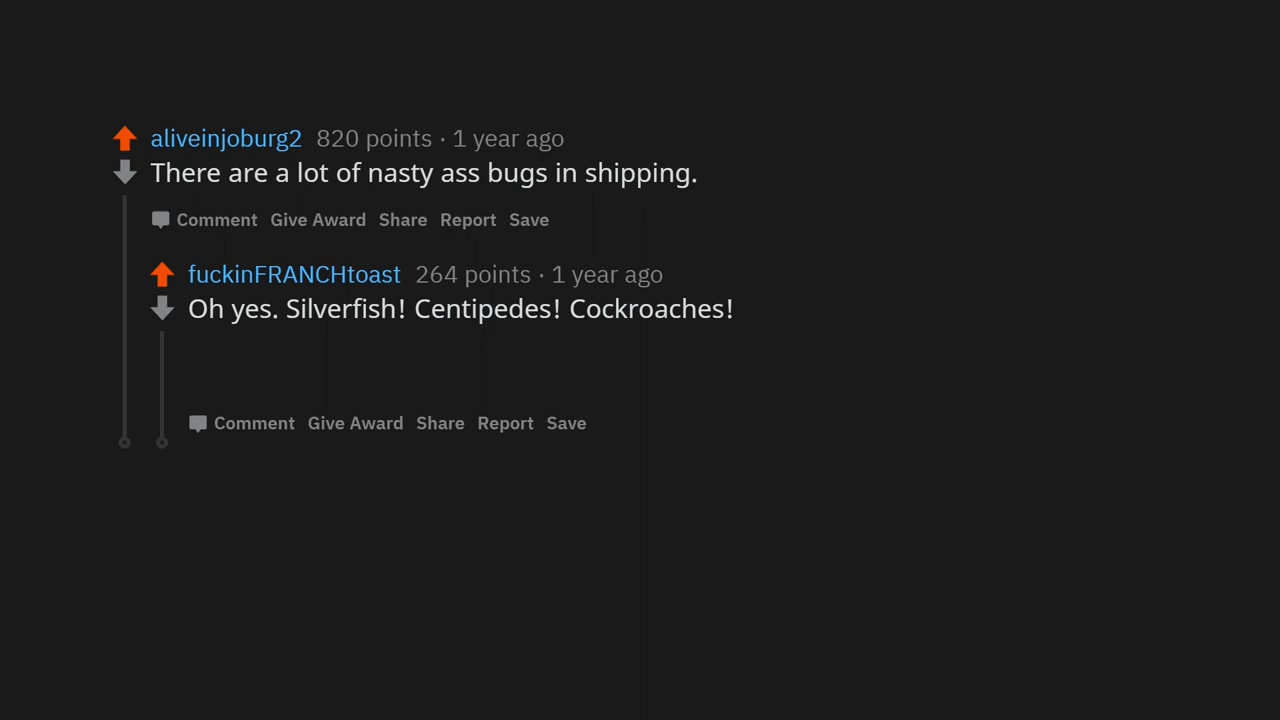 aliveinjoburg2 820 points · 1 year ago
There are a lot of nasty ass bugs in shipping.
Comment Give Award Share Report Save
fuckinFRANCHtoast 264 points · 1 year ago
Oh yes. Silverfish! Centipedes! Cockroaches!
Comment Give Award Share Report Save